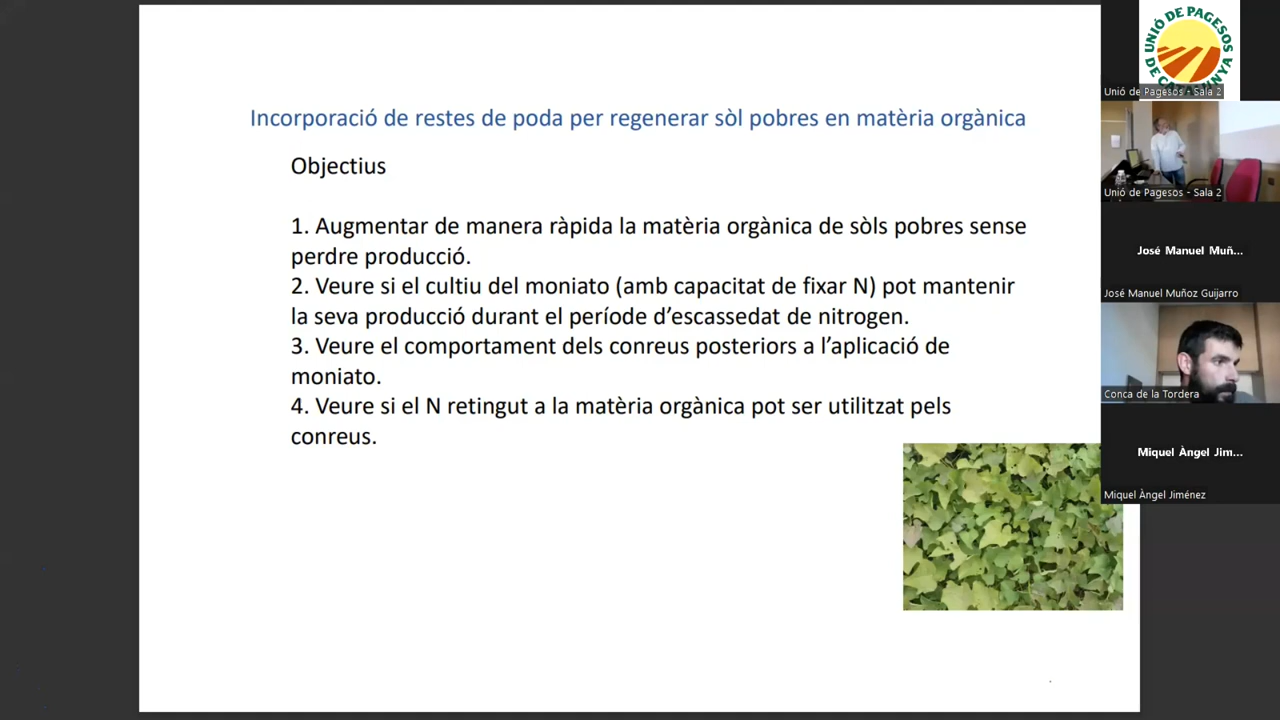 Incorporació de restes de poda per regenerar sòl pobres en matèria orgànica
Objectius
1. Augmentar de manera ràpida la matèria orgànica de sòls pobres sense
perdre producció.
2. Veure si el cultiu del moniato (amb capacitat de fixar N) pot mantenir
la seva producció durant el període d’escassedat de nitrogen.
3. Veure el comportament dels conreus posteriors a l’aplicació de
moniato.
4. Veure si el N retingut a la matèria orgànica pot ser utilitzat pels
conreus.
UNIÓ DE PAGESOS
DE CATALUNYA
Unió de Pagesos - Sala 2
Unió de Pagesos - Sala 2
José Manuel Muñ...
José Manuel Muñoz Guijarro
Conca de la Tordera
Miquel Àngel Jim...
Miquel Àngel Jiménez